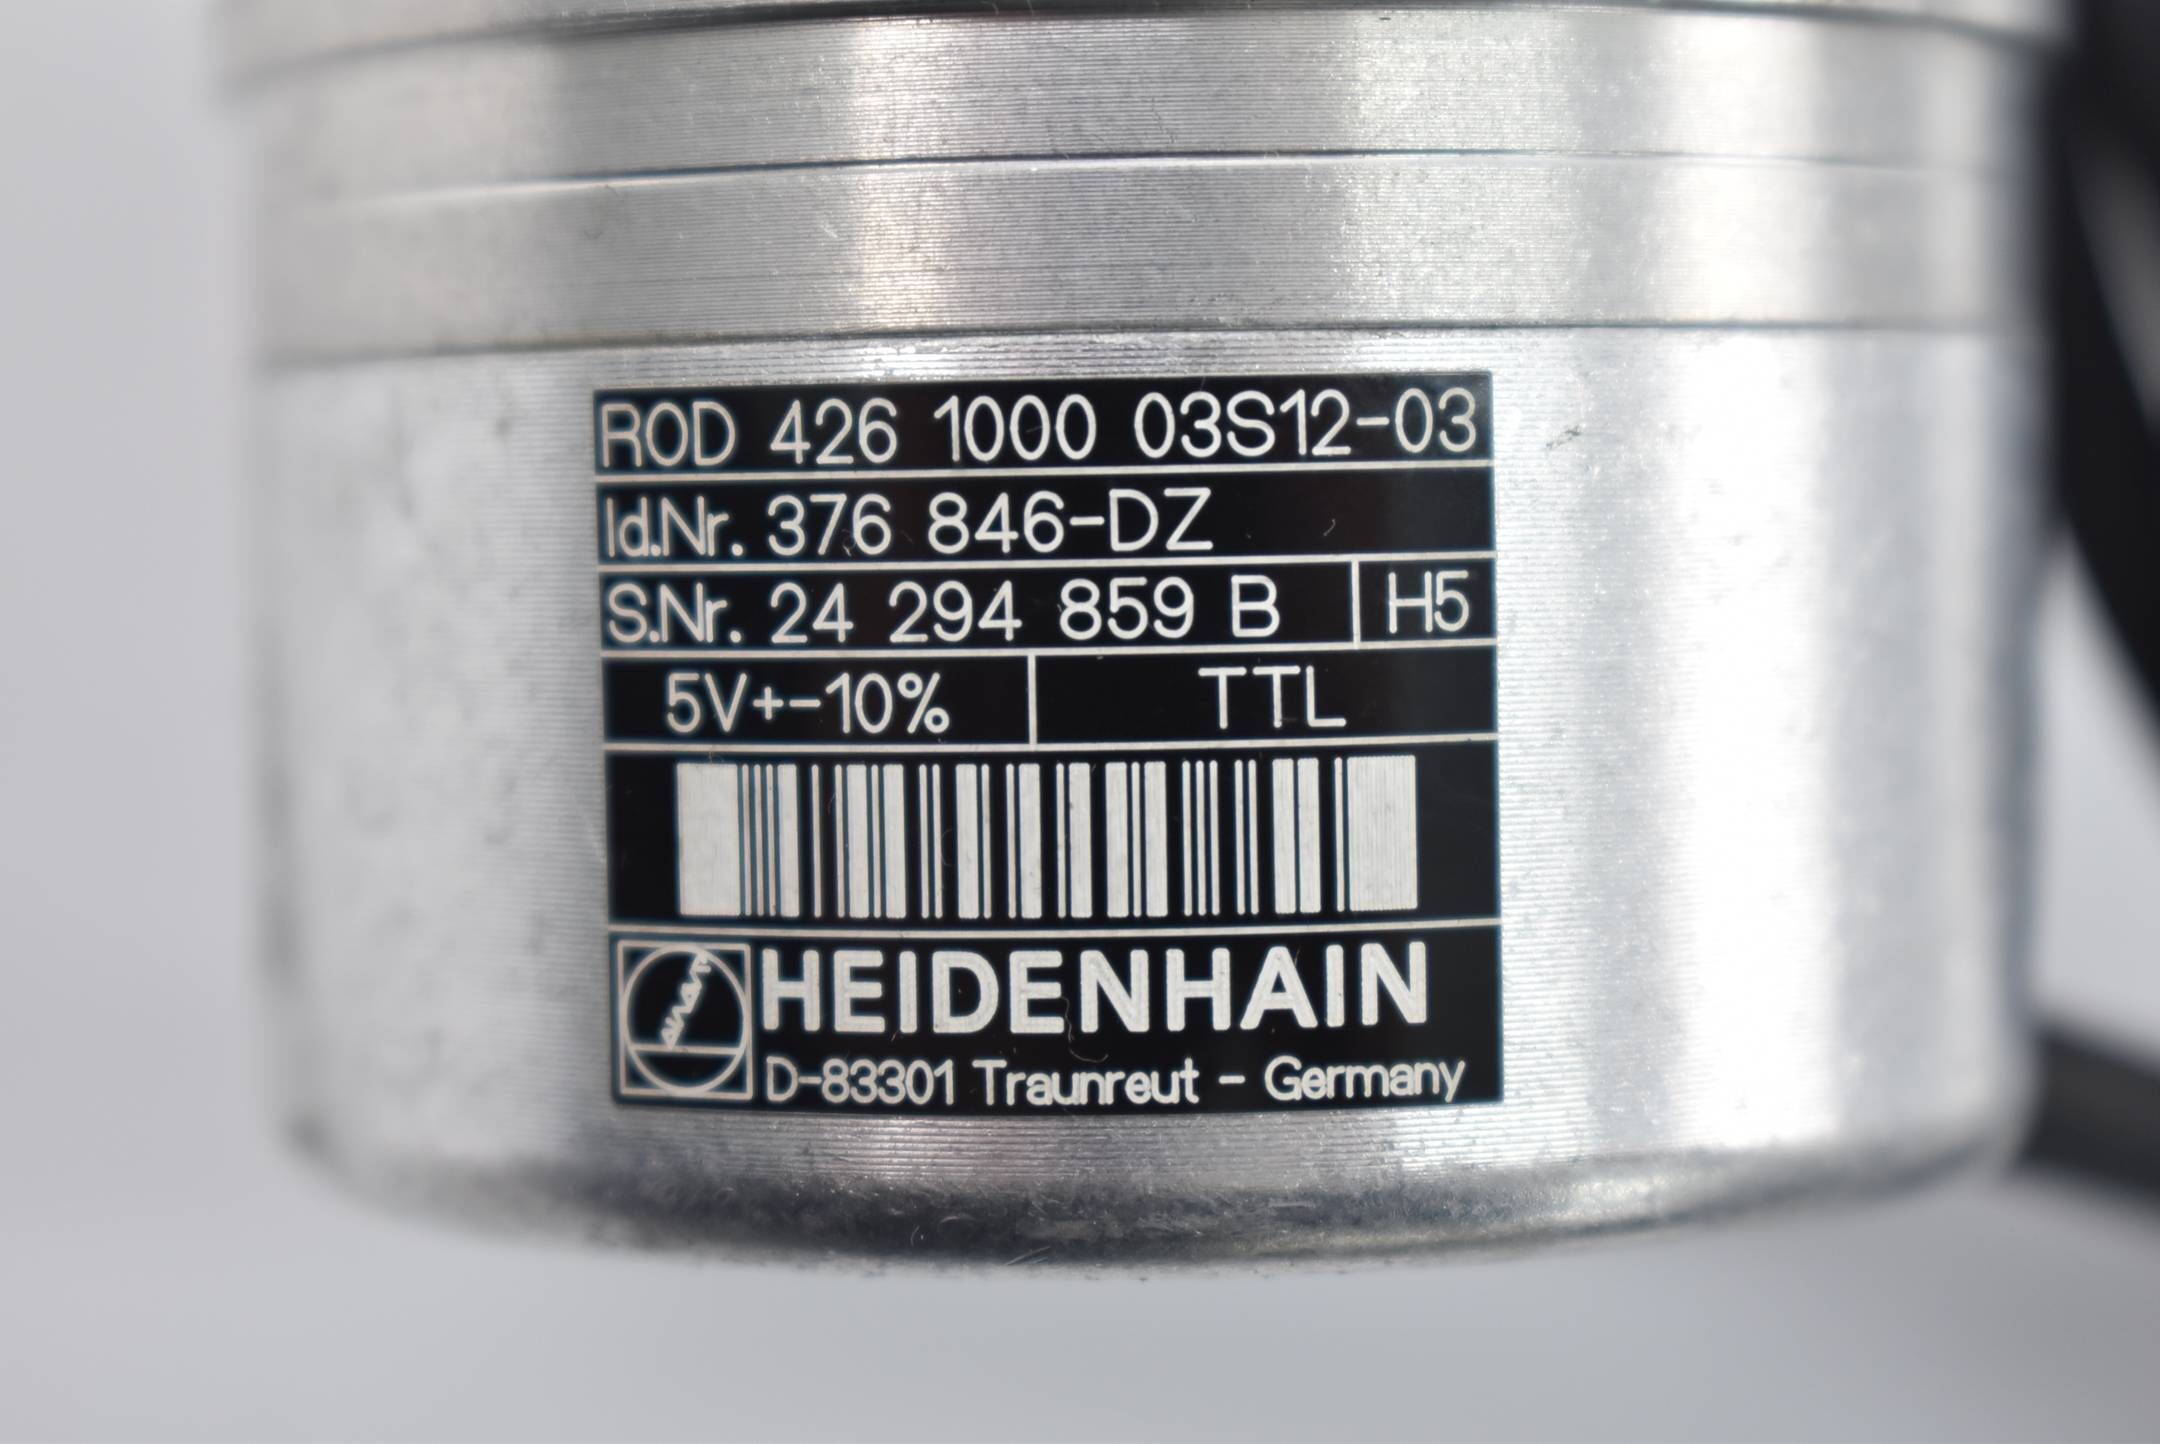 ROD 426 1000 03S12-03
Id.Nr. 376 846-DZ
S.Nr. 24 294 859 B H5
5V+-10% TTL
HEIDENHAIN
D-83301 Traunreut - Germany